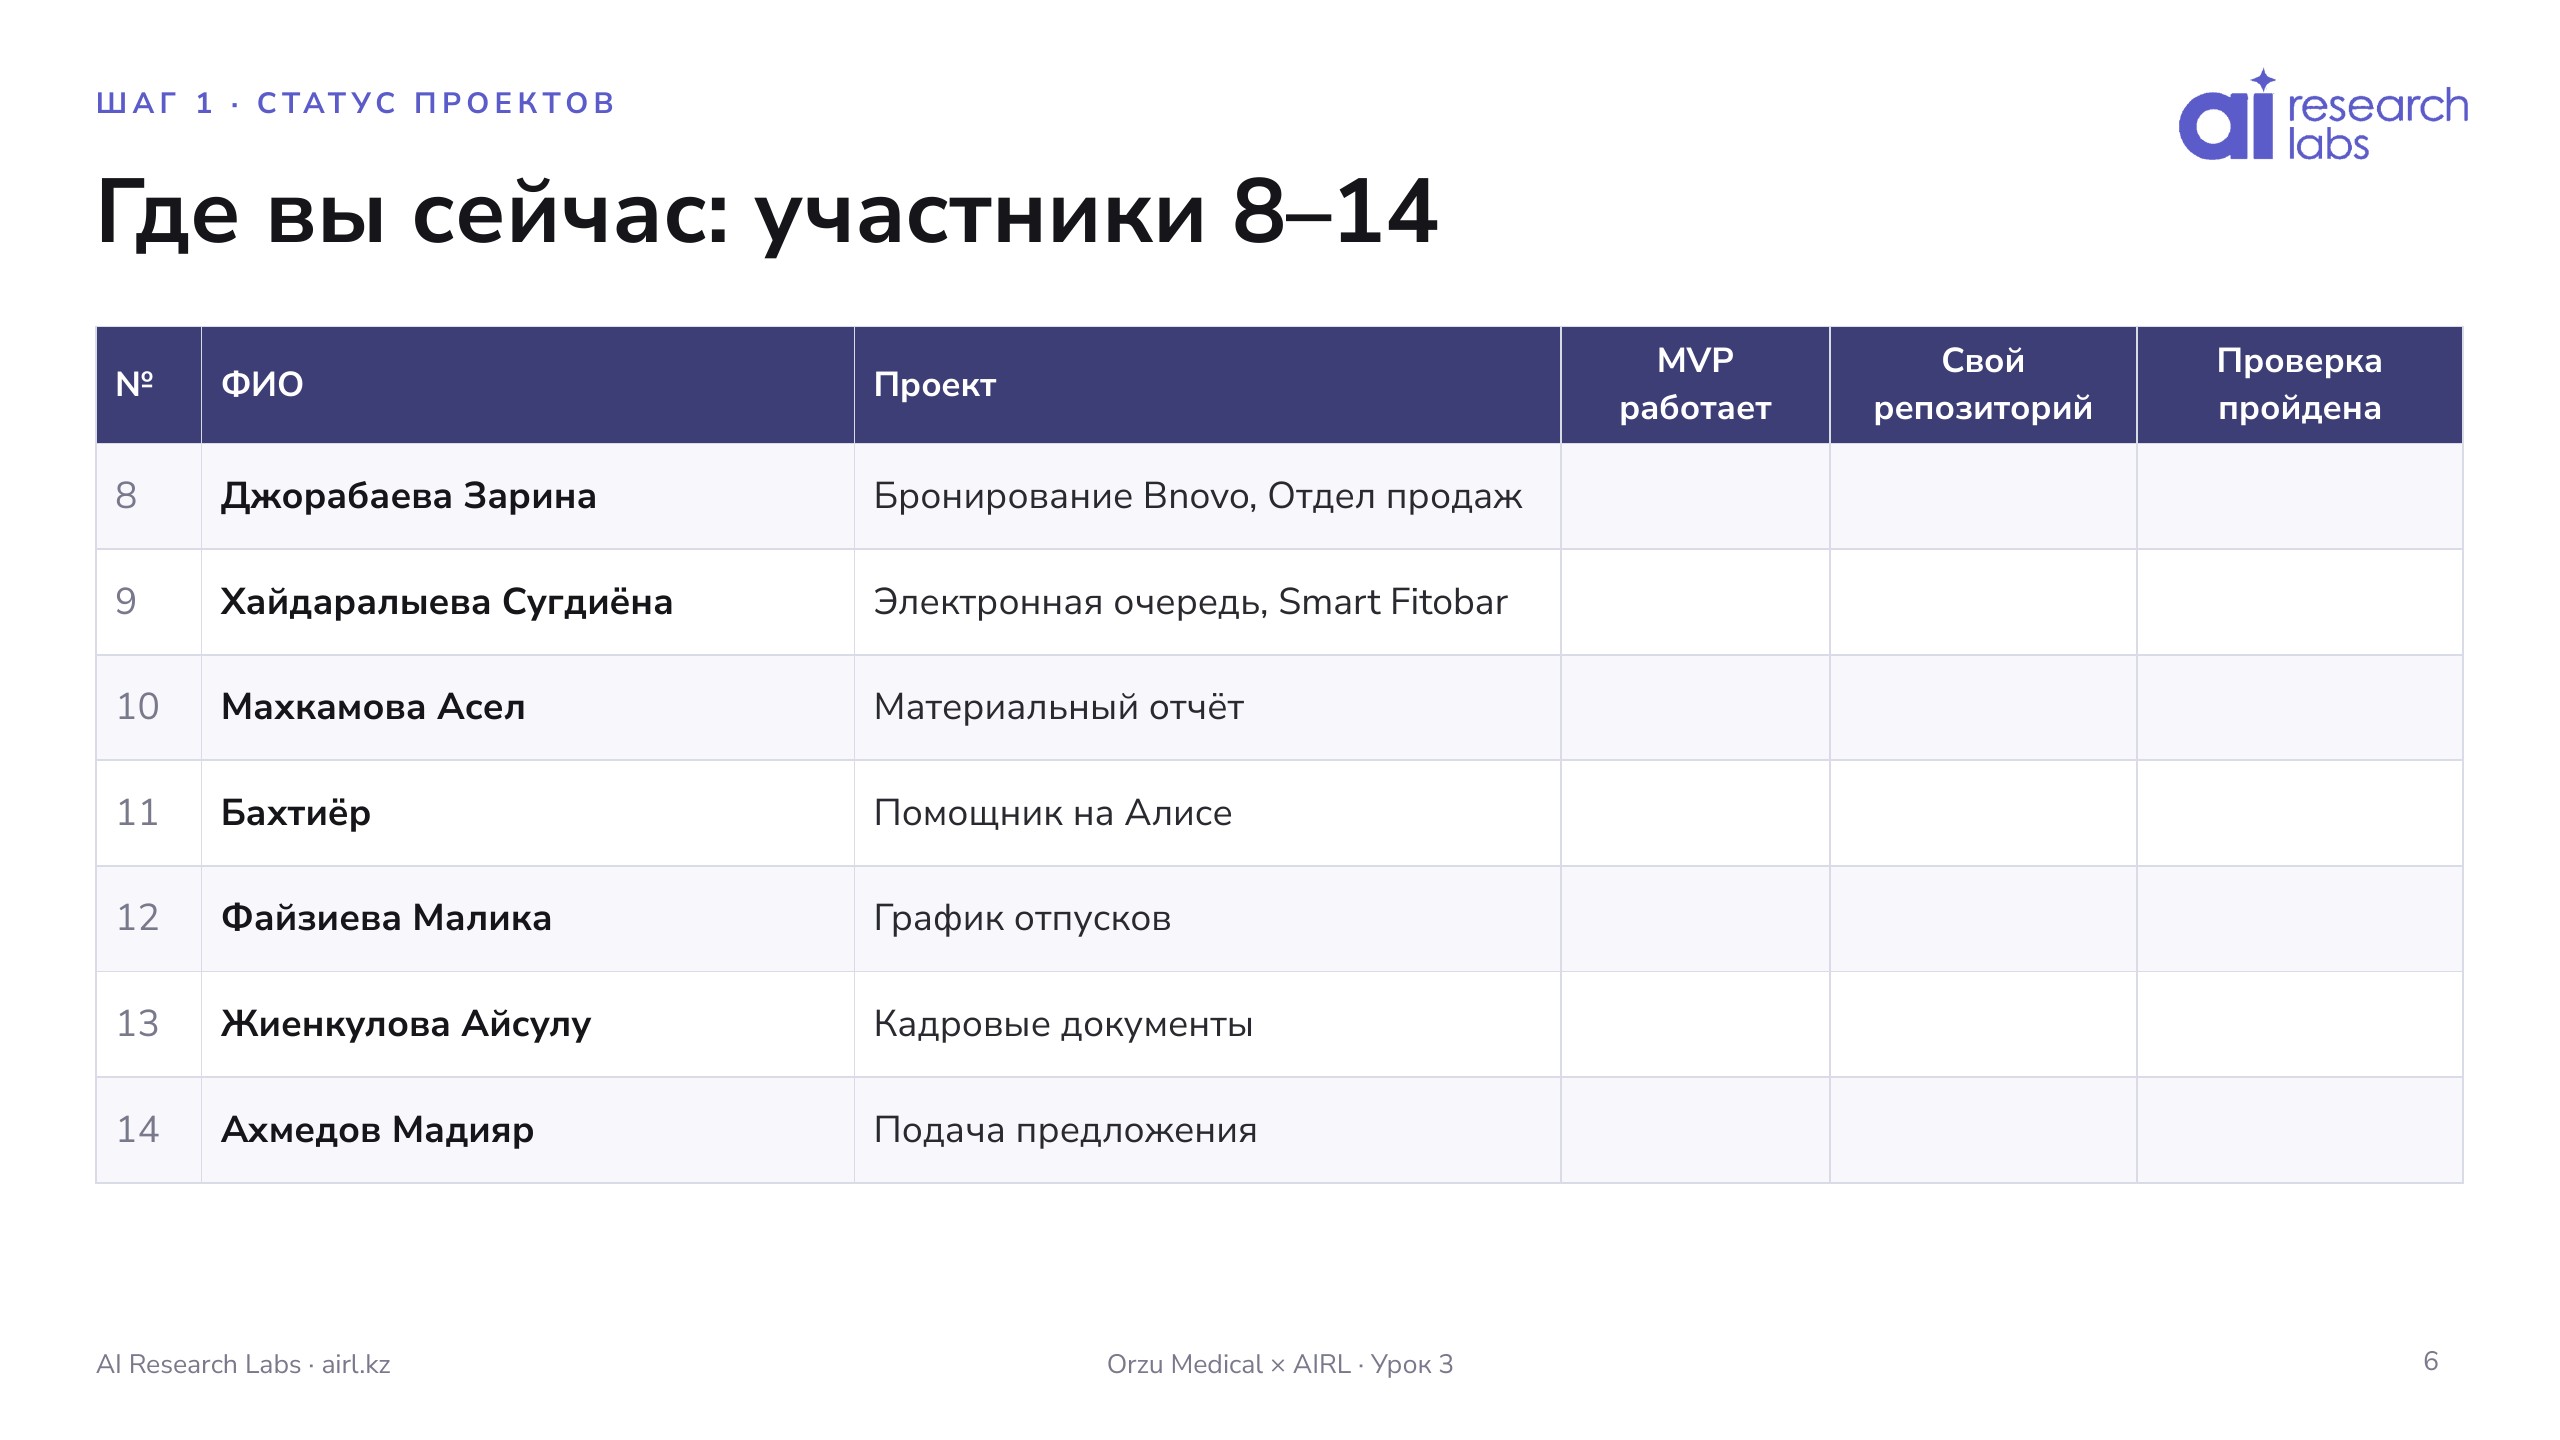 ШАГ 1 · СТАТУС ПРОЕКТОВ
ai research labs
Где вы сейчас: участники 8–14
№ ФИО Проект MVP работает Свой репозиторий Проверка пройдена
8 Джорабаева Зарина Бронирование Bnovo, Отдел продаж
9 Хайдаралыева Сугдиёна Электронная очередь, Smart Fitobar
10 Махкамова Асел Материальный отчёт
11 Бахтиёр Помощник на Алисе
12 Файзиева Малика График отпусков
13 Жиенкулова Айсулу Кадровые документы
14 Ахмедов Мадияр Подача предложения
AI Research Labs · airl.kz Orzu Medical × AIRL · Урок 3 6